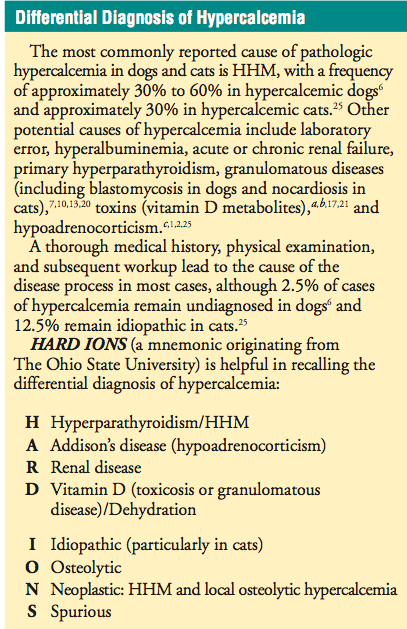 Differential Diagnosis of Hypercalcemia
The most commonly reported cause of pathologic
hypercalcemia in dogs and cats is HHM, with a frequency
of approximately 30% to 60% in hypercalcemic dogs6
and approximately 30% in hypercalcemic cats.25 Other
potential causes of hypercalcemia include laboratory
error, hyperalbuminemia, acute or chronic renal failure,
primary hyperparathyroidism, granulomatous diseases
(including blastomycosis in dogs and nocardiosis in
cats),7,10,13,20 toxins (vitamin D metabolites),a,b,17,21 and
hypoadrenocorticism.c,1,2,25
A thorough medical history, physical examination,
and subsequent workup lead to the cause of the
disease process in most cases, although 2.5% of cases
of hypercalcemia remain undiagnosed in dogs6 and
12.5% remain idiopathic in cats.25
HARD IONS (a mnemonic originating from
The Ohio State University) is helpful in recalling the
differential diagnosis of hypercalcemia:
H Hyperparathyroidism/HHM
A Addison's disease (hypoadrenocorticism)
R Renal disease
D Vitamin D (toxicosis or granulomatous
disease)/Dehydration
I Idiopathic (particularly in cats)
O Osteolytic
N Neoplastic: HHM and local osteolytic hypercalcemia
S Spurious